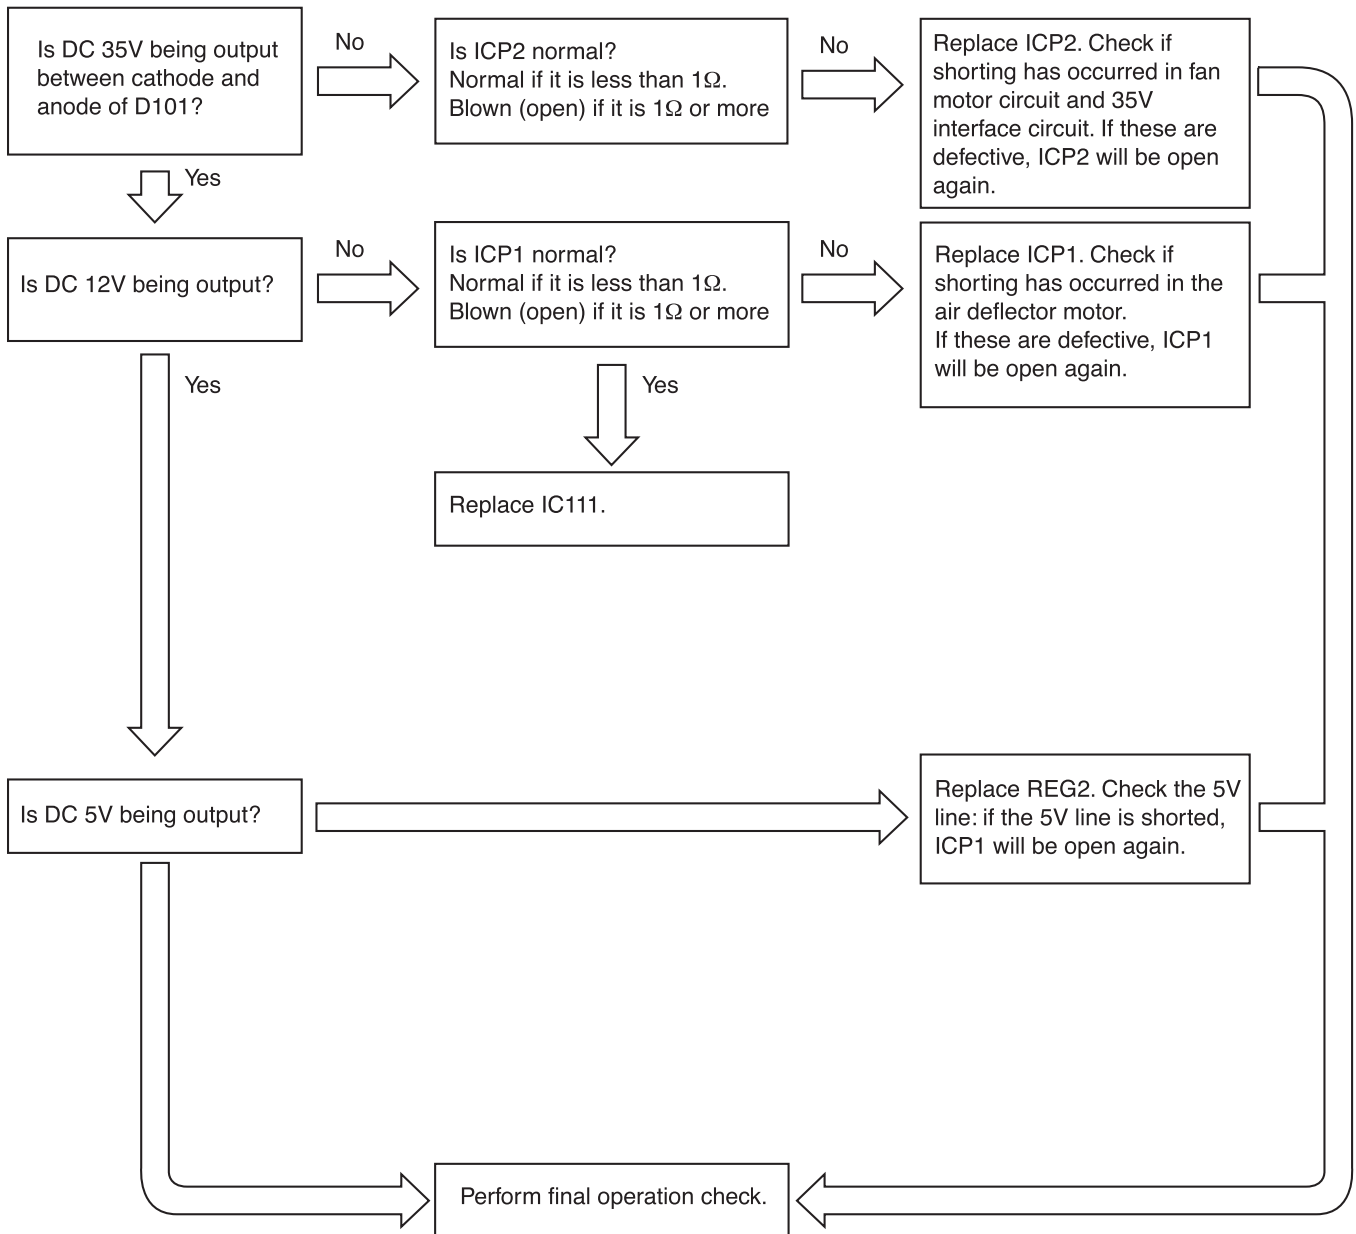 Is DC 35V being output
between cathode and
anode of D101?
No
Is ICP2 normal?
Normal if it is less than 1Ω.
Blown (open) if it is 1Ω or more
No
Replace ICP2. Check if
shorting has occurred in fan
motor circuit and 35V
interface circuit. If these are
defective, ICP2 will be open
again.
Yes
Is DC 12V being output?
No
Is ICP1 normal?
Normal if it is less than 1Ω.
Blown (open) if it is 1Ω or more
No
Replace ICP1. Check if
shorting has occurred in the
air deflector motor.
If these are defective, ICP1
will be open again.
Yes
Yes
Replace IC111.
Is DC 5V being output?
Replace REG2. Check the 5V
line: if the 5V line is shorted,
ICP1 will be open again.
Perform final operation check.